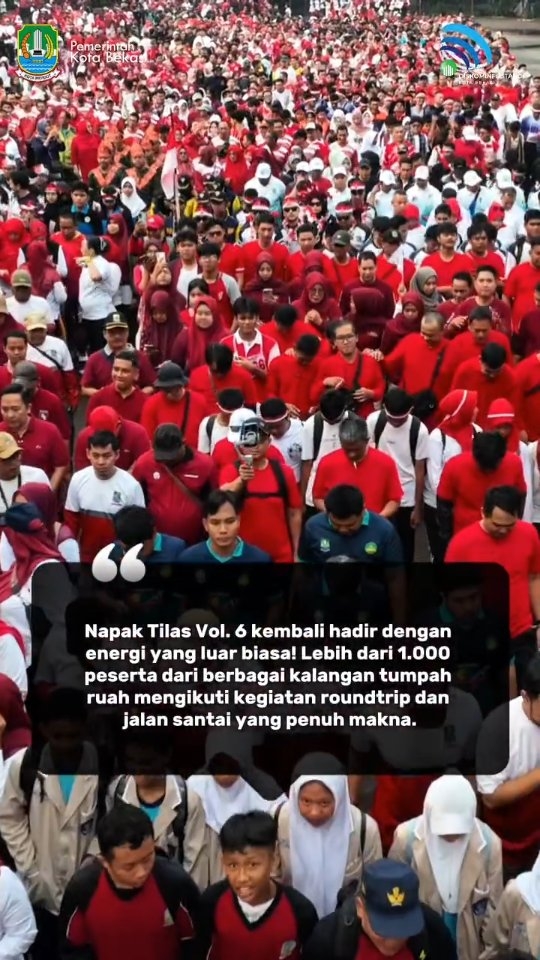 Pemerintah
Kota Bekasi
“
Napak Tilas Vol. 6 kembali hadir dengan
energi yang luar biasa! Lebih dari 1.000
peserta dari berbagai kalangan tumpah
ruah mengikuti kegiatan roundtrip dan
jalan santai yang penuh makna.